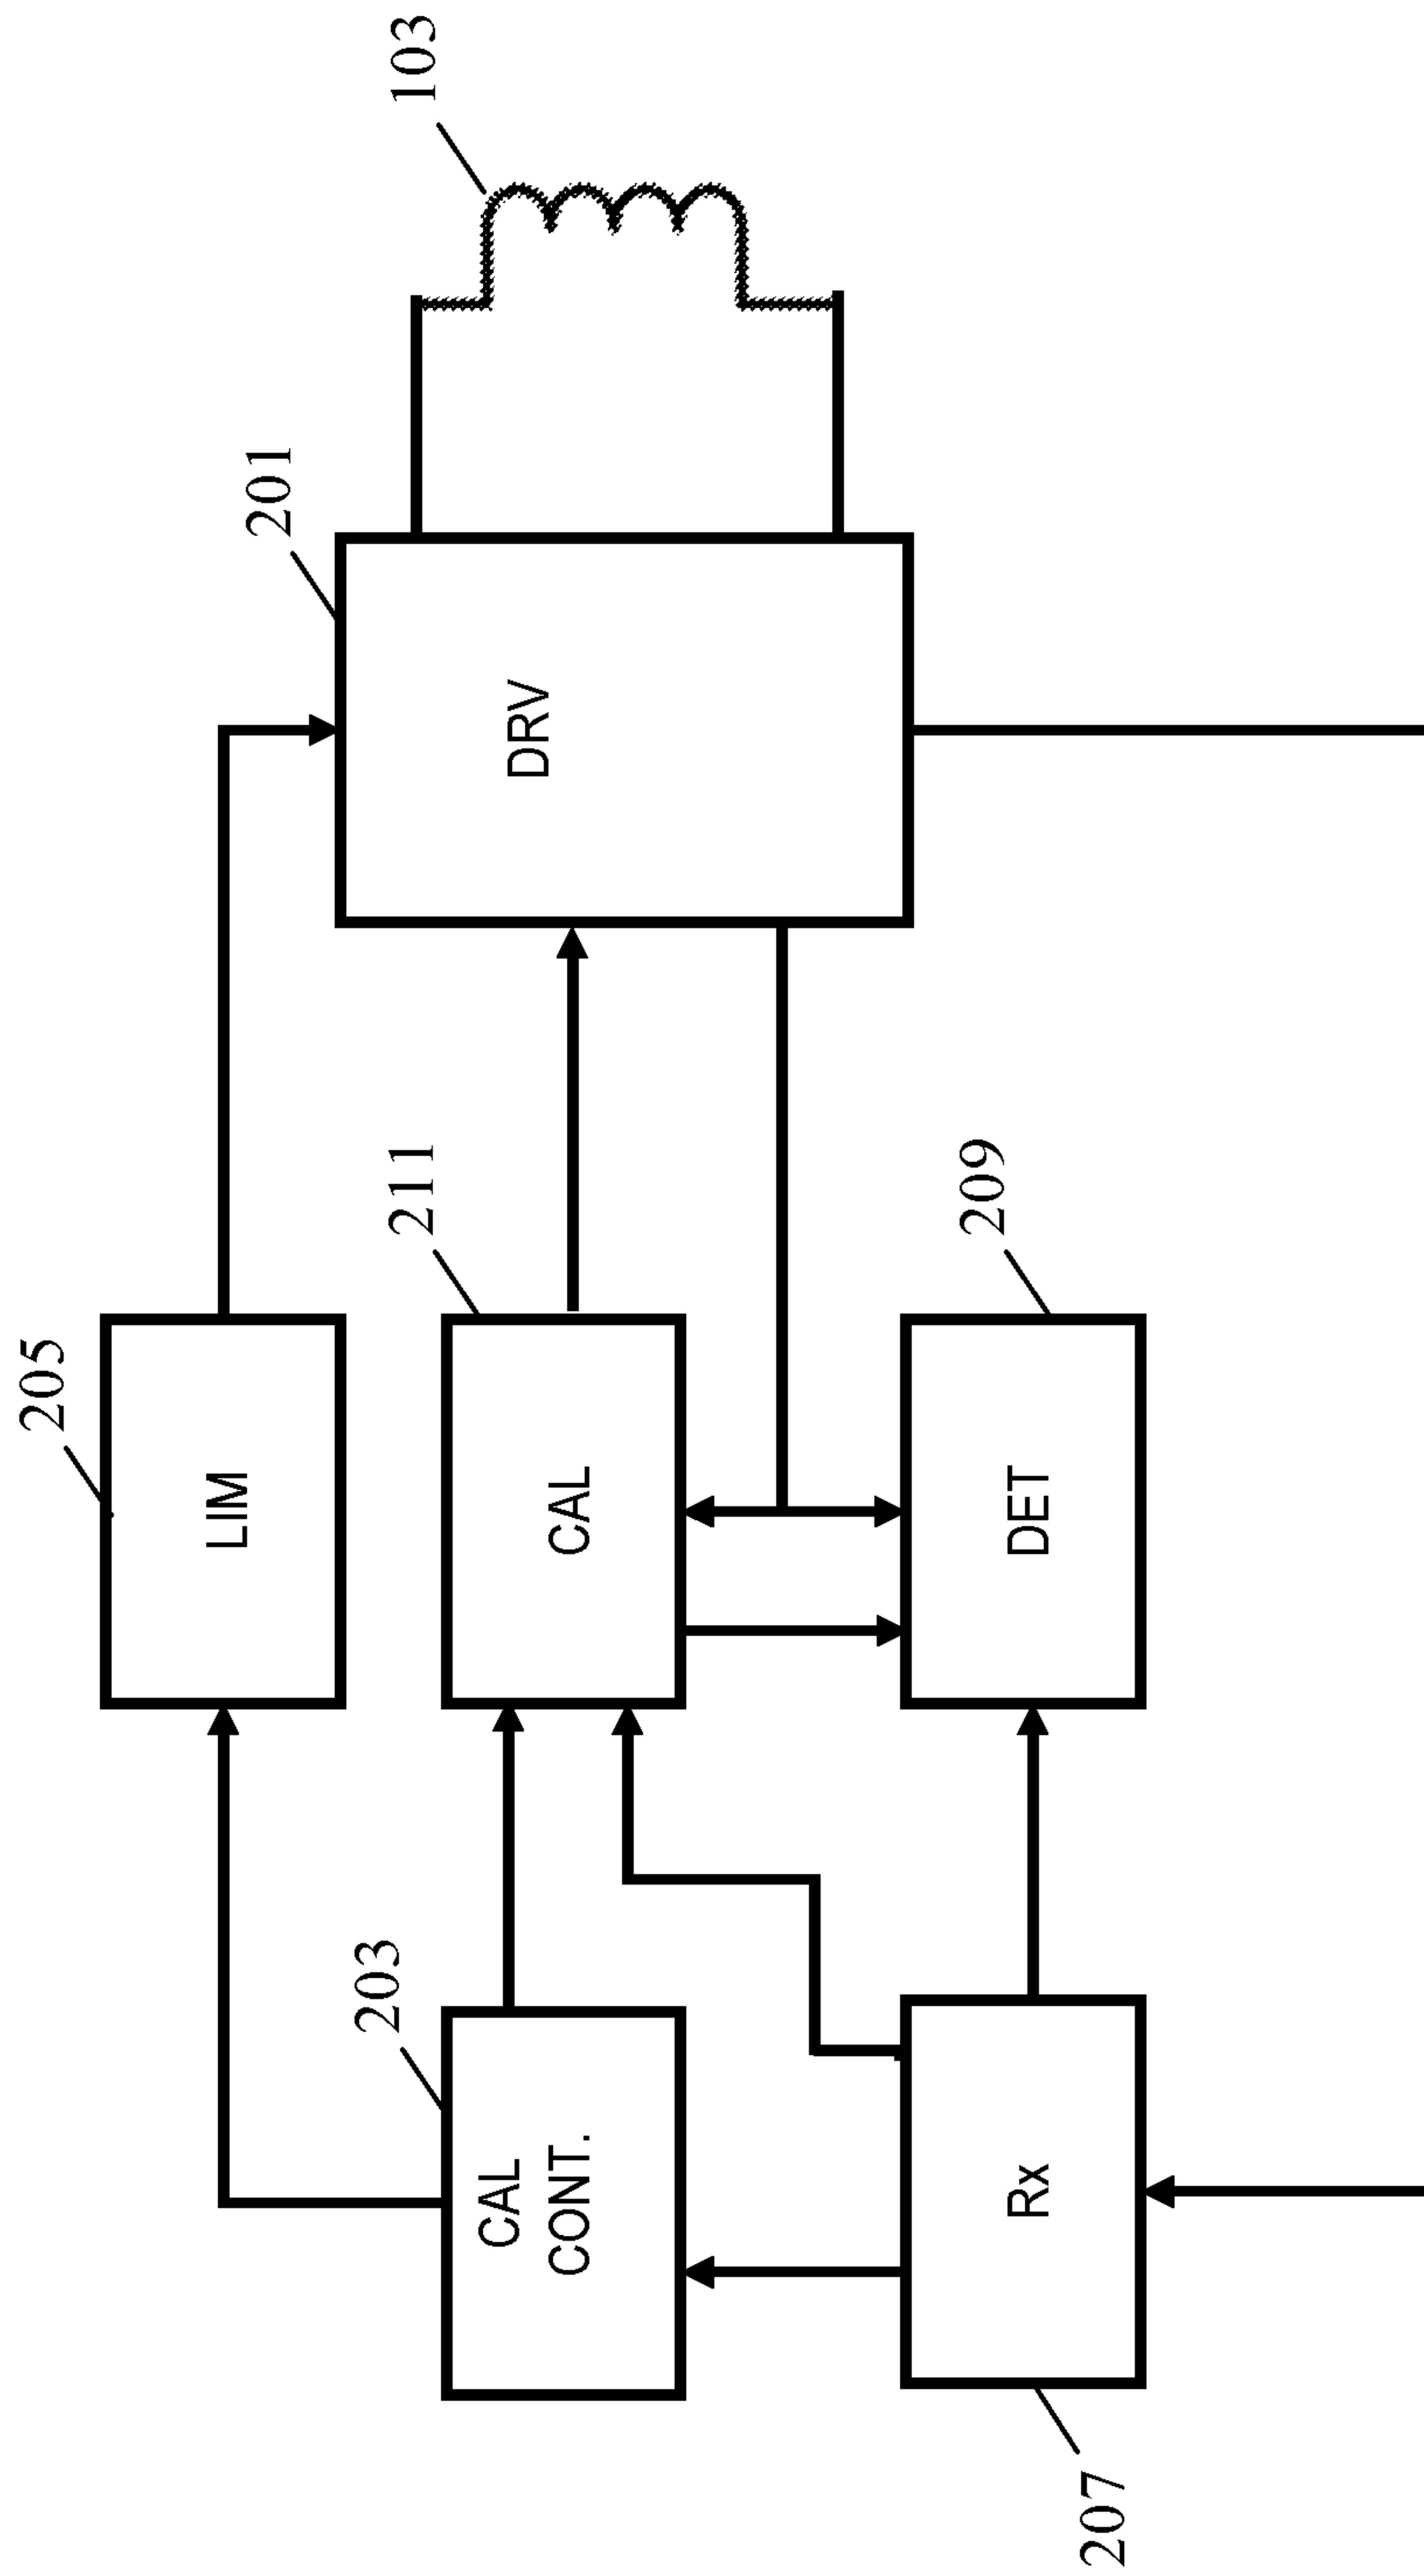 205
LIM
203
CAL
CONT.
211
CAL
201
DRV
103
207
Rx
209
DET